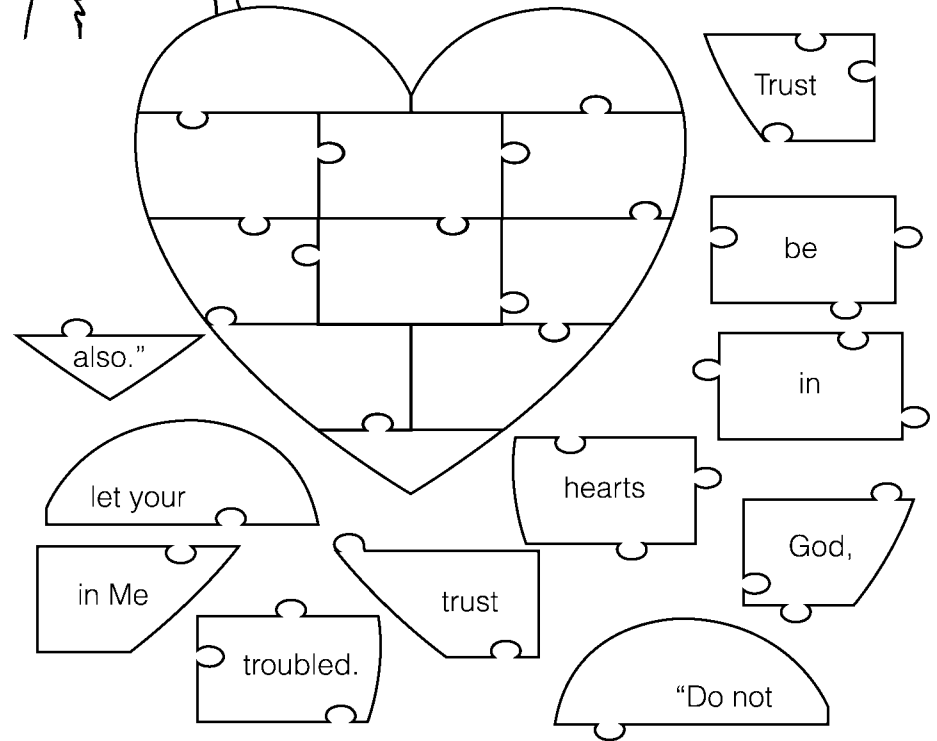 Trust
be
also.”
in
let your
hearts
God,
in Me
trust
troubled.
“Do not